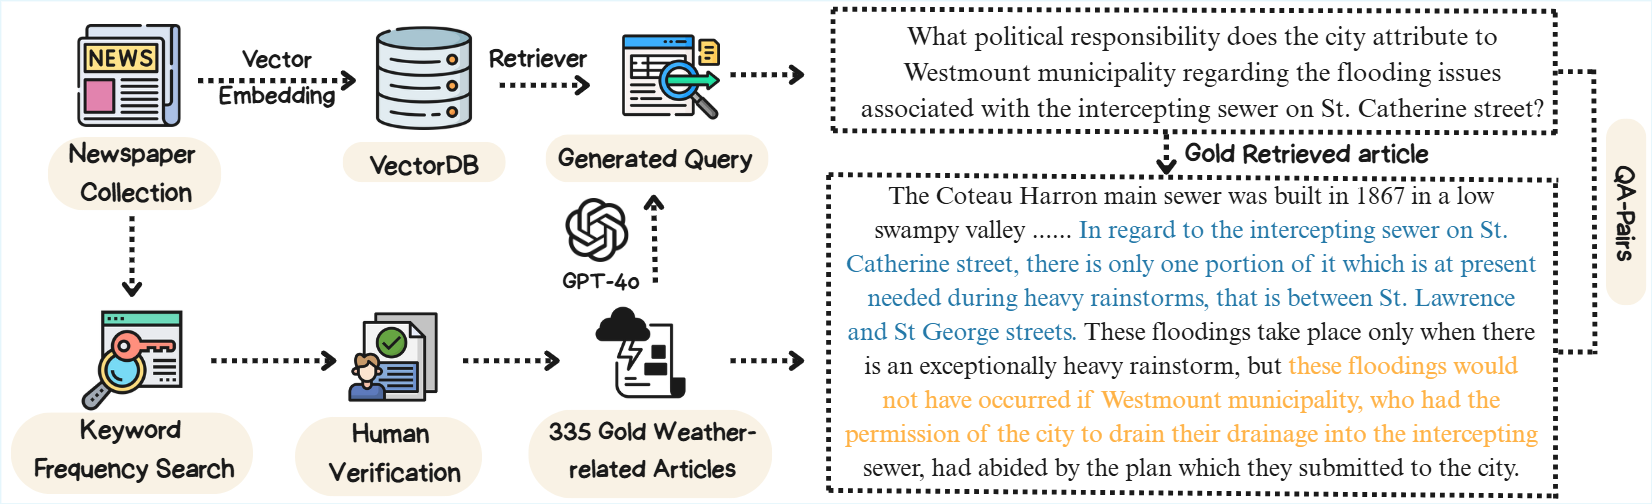 NEWS
Vector
Embedding
Retriever
Newspaper
Collection
VectorDB
Generated Query
GPT-4o
Keyword
Frequency Search
Human
Verification
335 Gold Weather-
related Articles
What political responsibility does the city attribute to
Westmount municipality regarding the flooding issues
associated with the intercepting sewer on St. Catherine street?
Gold Retrieved article
The Coteau Harron main sewer was built in 1867 in a low
swampy valley ...... In regard to the intercepting sewer on St.
Catherine street, there is only one portion of it which is at present
needed during heavy rainstorms, that is between St. Lawrence
and St George streets. These floodings take place only when there
is an exceptionally heavy rainstorm, but these floodings would
not have occurred if Westmount municipality, who had the
permission of the city to drain their drainage into the intercepting
sewer, had abided by the plan which they submitted to the city.
QA-Pairs